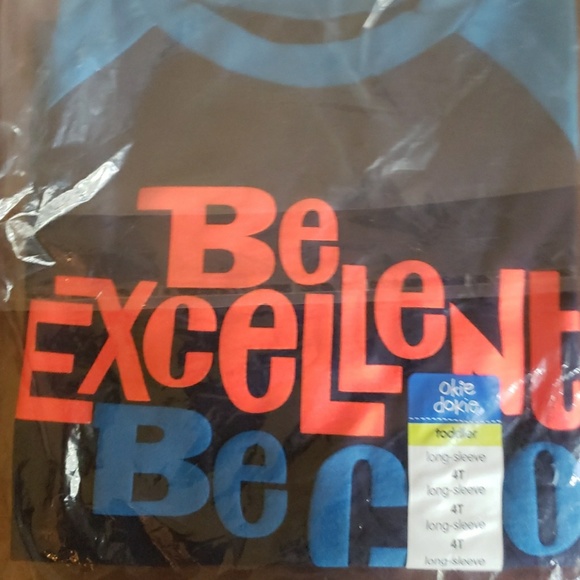 Be
EXCELLENT
Be
okie
dokie
toddler
long-sleeve
4T
long-sleeve
4T
long-sleeve
4T
long-sleeve